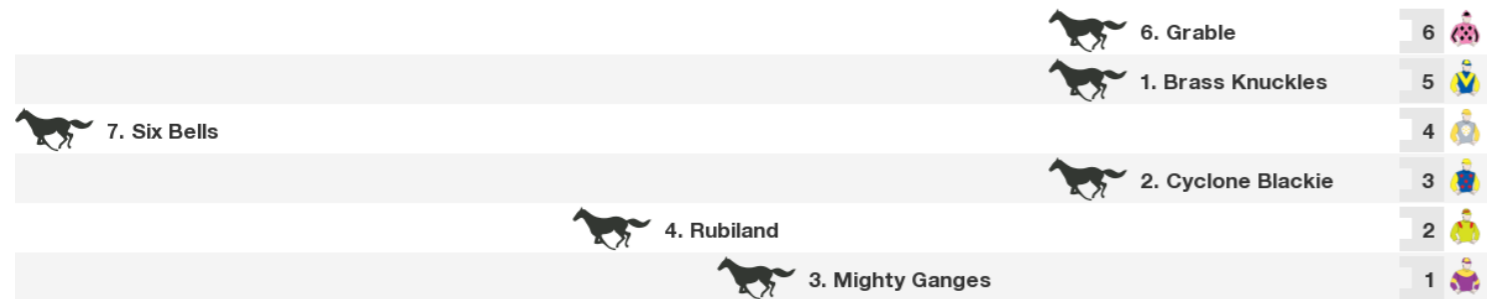 6. Grable 6
1. Brass Knuckles 5
7. Six Bells 4
2. Cyclone Blackie 3
4. Rubiland 2
3. Mighty Ganges 1